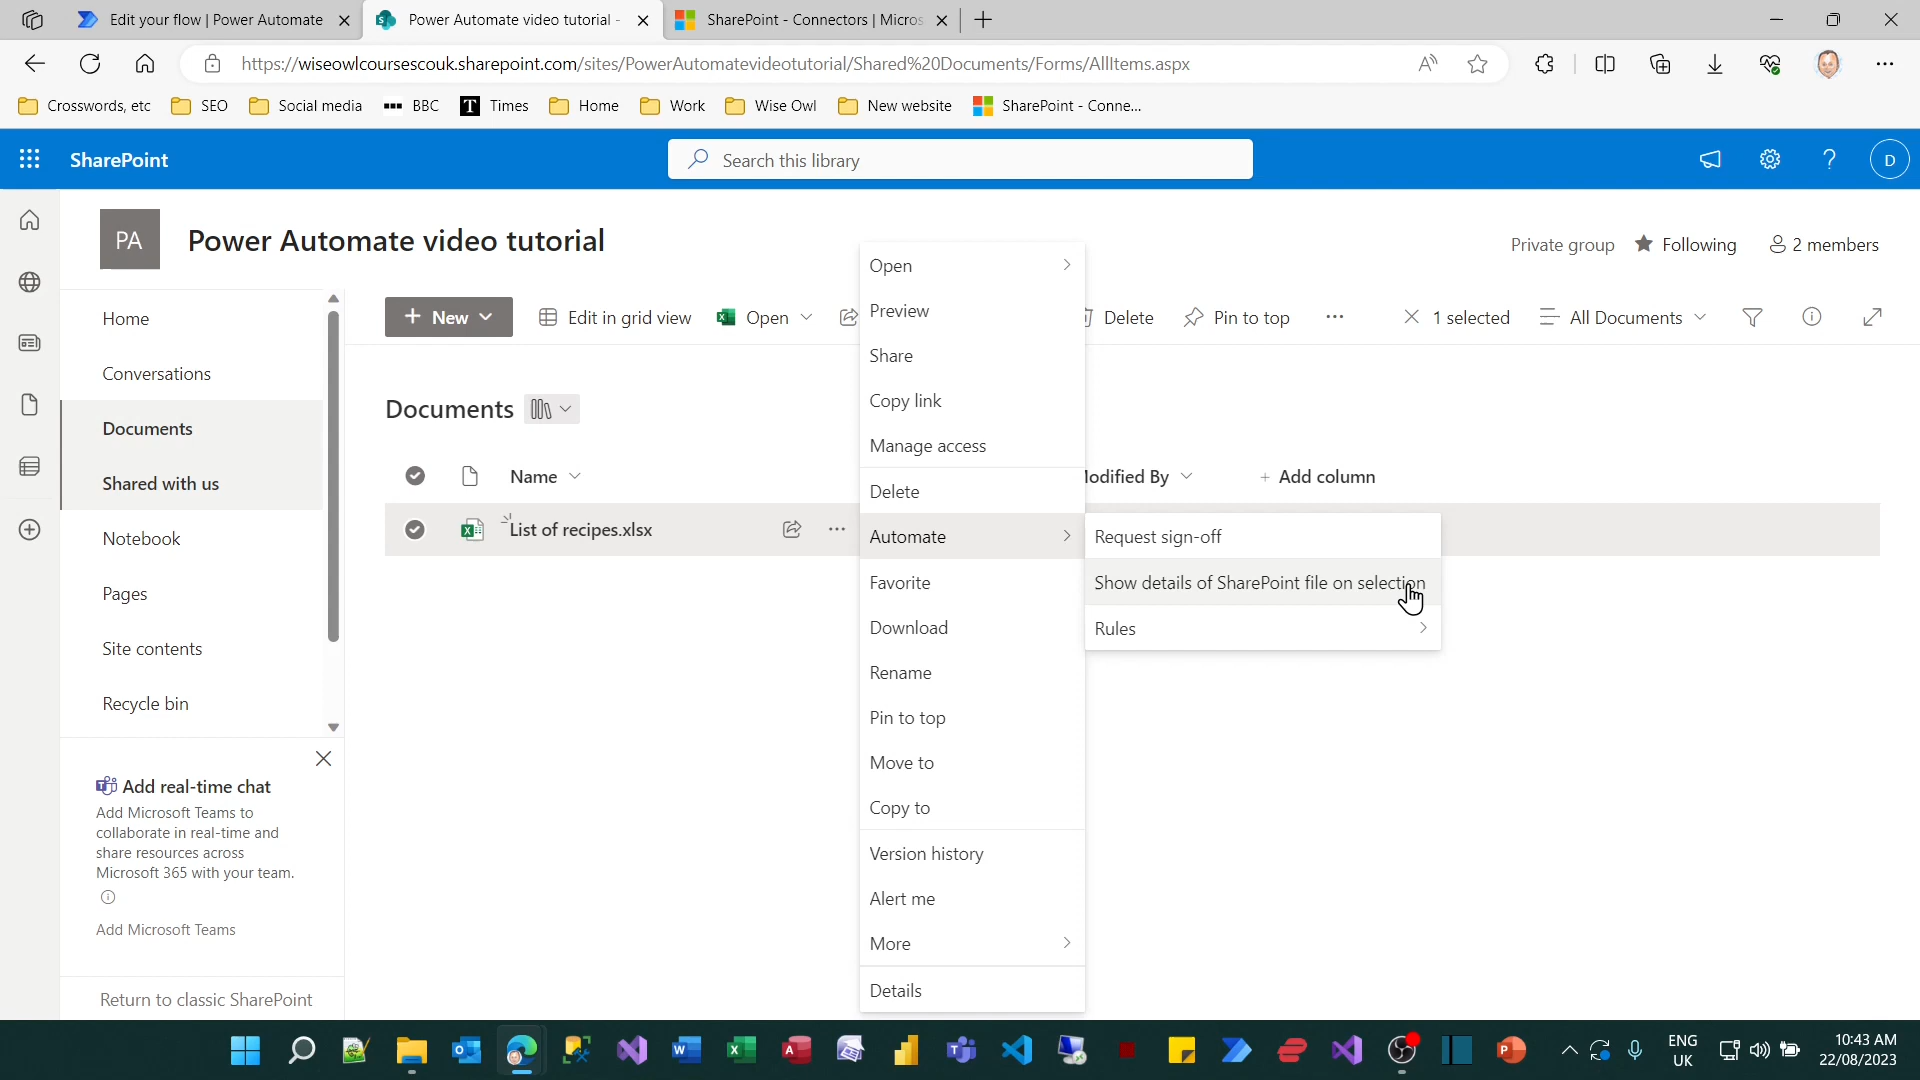 Edit your flow | Power Automate
Power Automate video tutorial -
SharePoint - Connectors | Micros
https://wiseowlcoursescouk.sharepoint.com/sites/PowerAutomatevideotutorial/Shared%20Documents/Forms/AllItems.aspx
Crosswords, etc
SEO
Social media
BBC
Times
Home
Work
Wise Owl
New website
SharePoint - Conne...
SharePoint
Search this library
D
PA
Power Automate video tutorial
Private group
Following
2 members
New
Edit in grid view
Open
Delete
Pin to top
1 selected
All Documents
Home
Conversations
Documents
Shared with us
Notebook
Pages
Site contents
Recycle bin
Add real-time chat
Add Microsoft Teams to
collaborate in real-time and
share resources across
Microsoft 365 with your team.
Add Microsoft Teams
Return to classic SharePoint
Documents
Name
Modified By
Add column
List of recipes.xlsx
Open
Preview
Share
Copy link
Manage access
Delete
Automate
Favorite
Download
Rename
Pin to top
Move to
Copy to
Version history
Alert me
More
Details
Request sign-off
Show details of SharePoint file on selection
Rules
ENG
UK
10:43 AM
22/08/2023